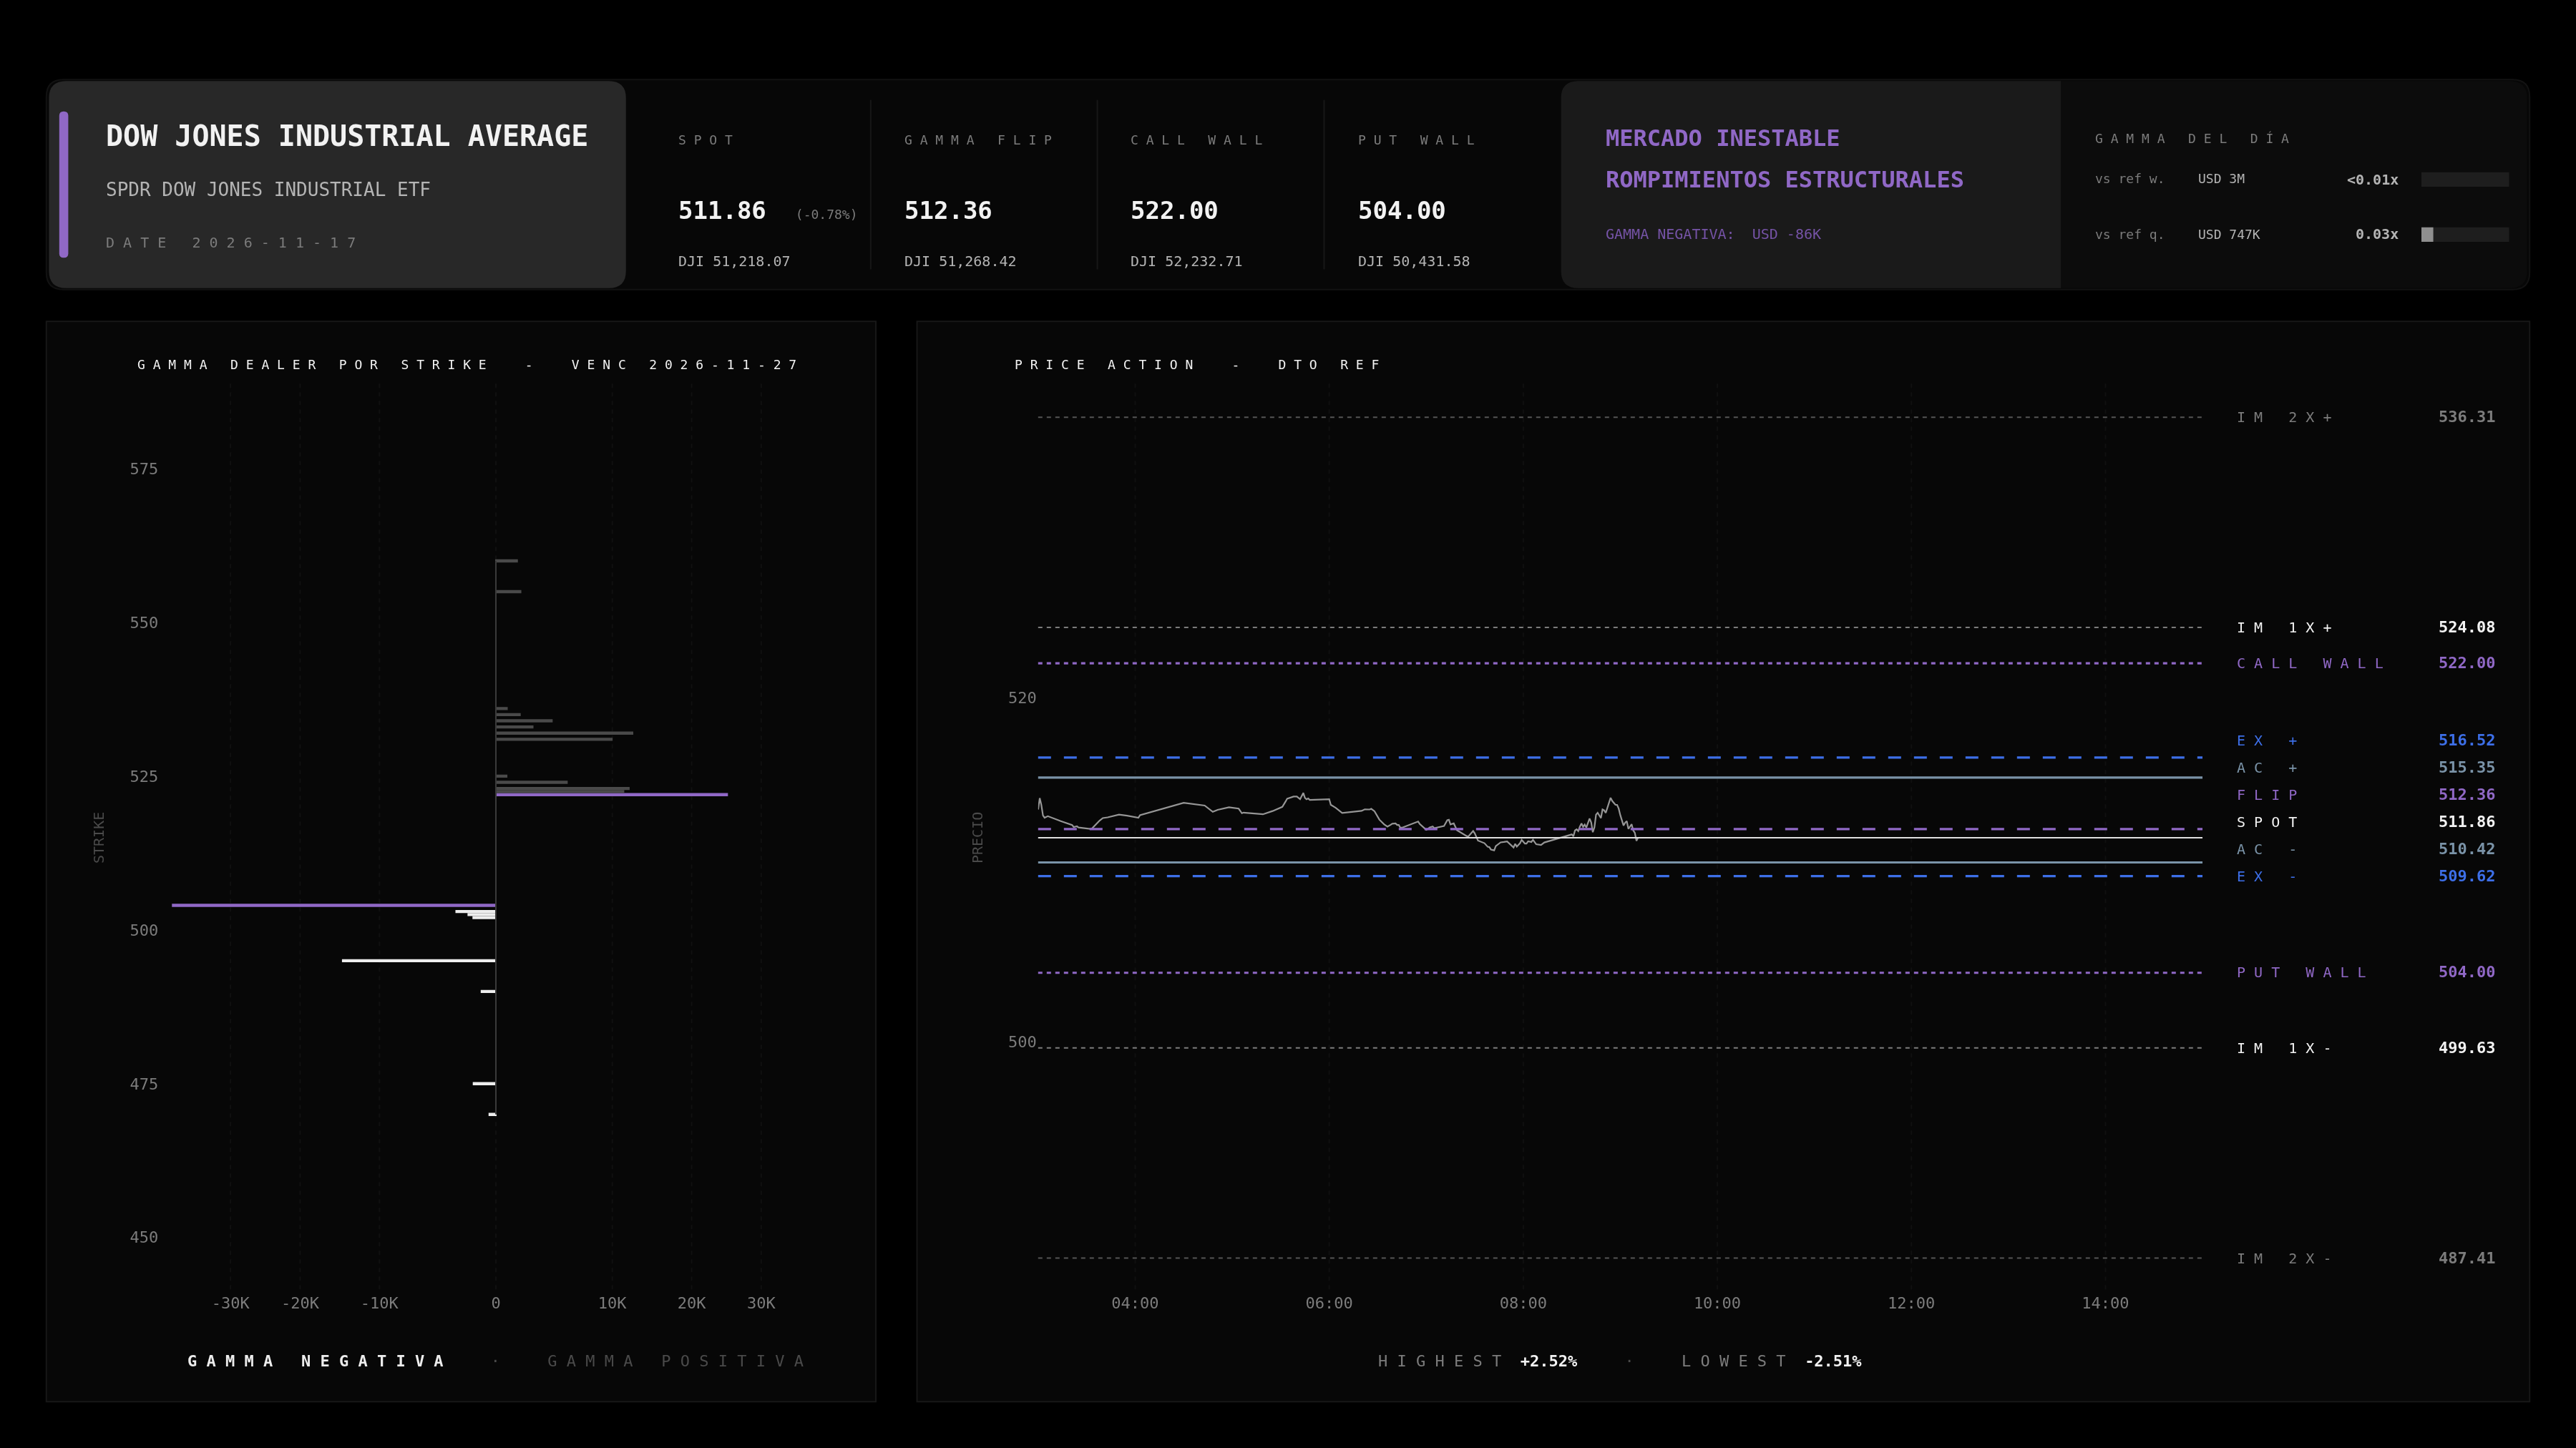 DOW JONES INDUSTRIAL AVERAGE
SPDR DOW JONES INDUSTRIAL ETF
DATE 2026-11-17
SPOT
511.86 (-0.78%)
DJI 51,218.07
GAMMA FLIP
512.36
DJI 51,268.42
CALL WALL
522.00
DJI 52,232.71
PUT WALL
504.00
DJI 50,431.58
MERCADO INESTABLE
ROMPIMIENTOS ESTRUCTURALES
GAMMA NEGATIVA: USD -86K
GAMMA DEL DÍA
vs ref w. USD 3M <0.01x
vs ref q. USD 747K 0.03x
GAMMA DEALER POR STRIKE - VENC 2026-11-27
STRIKE
575
550
525
500
475
450
-30K -20K -10K 0 10K 20K 30K
GAMMA NEGATIVA · GAMMA POSITIVA
PRICE ACTION - DTO REF
PRECIO
520
500
IM 2X+ 536.31
IM 1X+ 524.08
CALL WALL 522.00
EX + 516.52
AC + 515.35
FLIP 512.36
SPOT 511.86
AC - 510.42
EX - 509.62
PUT WALL 504.00
IM 1X- 499.63
IM 2X- 487.41
04:00 06:00 08:00 10:00 12:00 14:00
HIGHEST +2.52% · LOWEST -2.51%